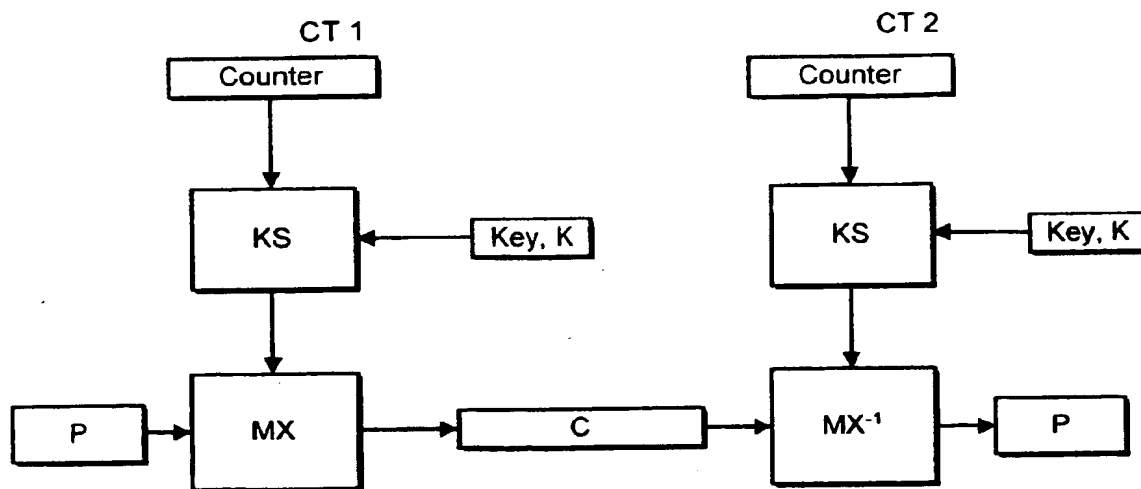 CT 1
CT 2
Counter
Counter
KS
Key, K
KS
Key, K
P
MX
C
MX⁻¹
P